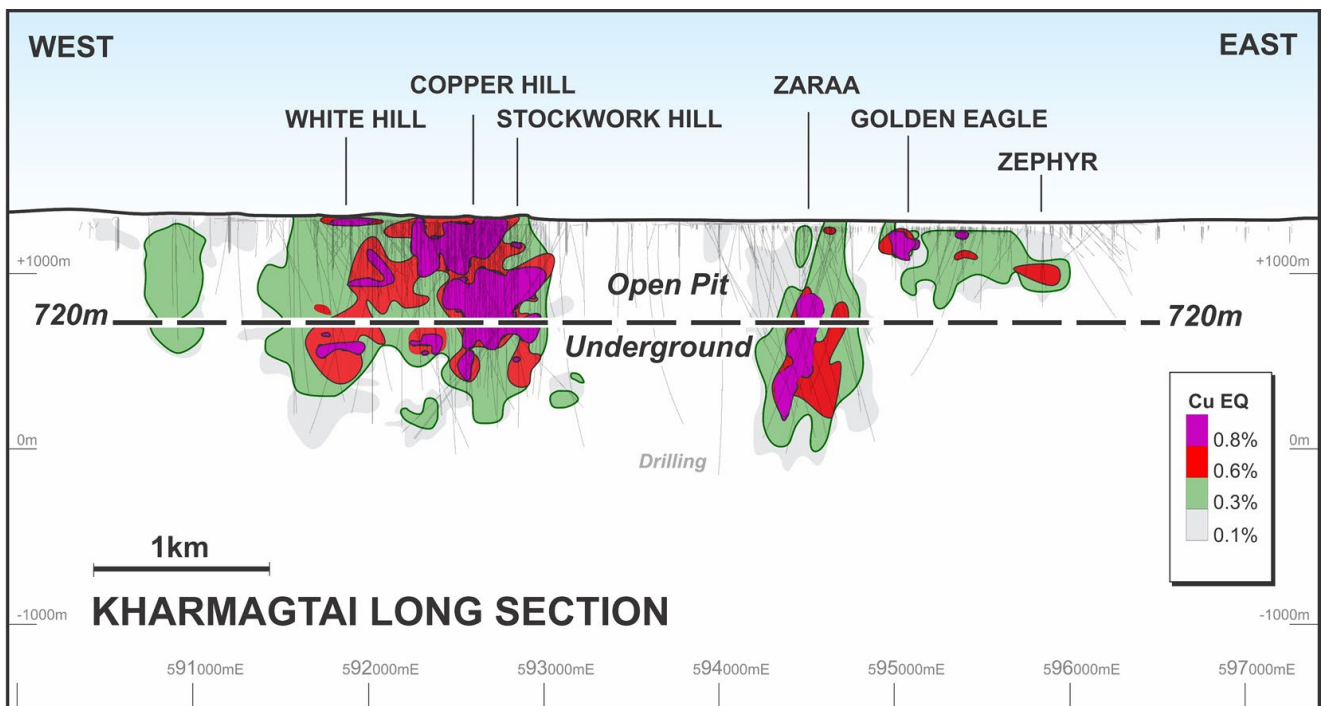 WEST
EAST
COPPER HILL
ZARAA
WHITE HILL
STOCKWORK HILL
GOLDEN EAGLE
ZEPHYR
+1000m
+1000m
Open Pit
720m
720m
Underground
Cu EQ
0.8%
0.6%
0.3%
0.1%
0m
0m
Drilling
1km
KHARMAGTAI LONG SECTION
-1000m
-1000m
591000mE
592000mE
593000mE
594000mE
595000mE
596000mE
597000mE